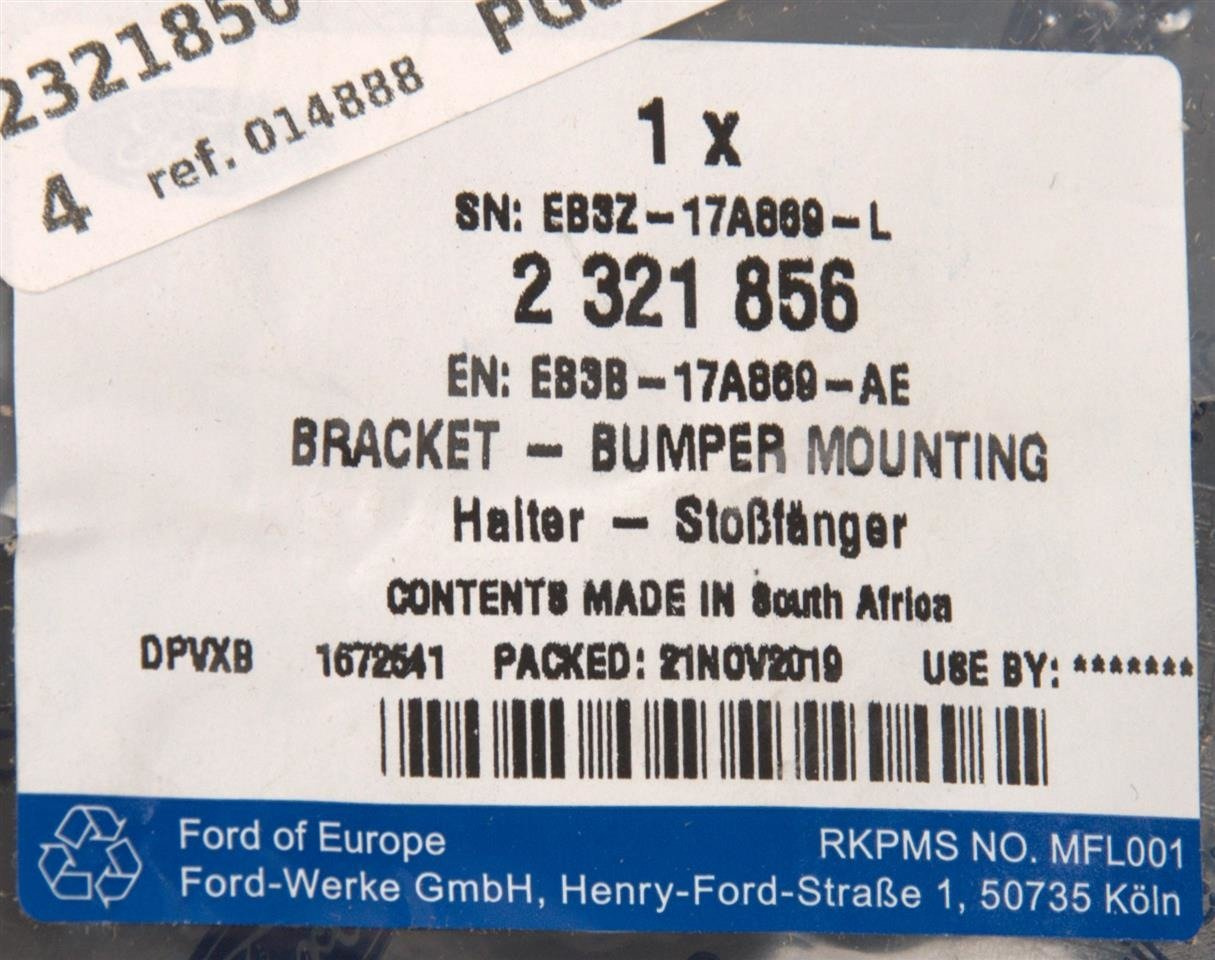 2321856
4 ref. 014888
1 x
SN: EB3Z-17A869-L
2 321 856
EN: EB3B-17A869-AE
BRACKET - BUMPER MOUNTING
Halter - Stoßfänger
CONTENTS MADE IN South Africa
DPVXB 1672541 PACKED: 21NOV2019 USE BY: *******
Ford of Europe RKPMS NO. MFL001
Ford-Werke GmbH, Henry-Ford-Straße 1, 50735 Köln